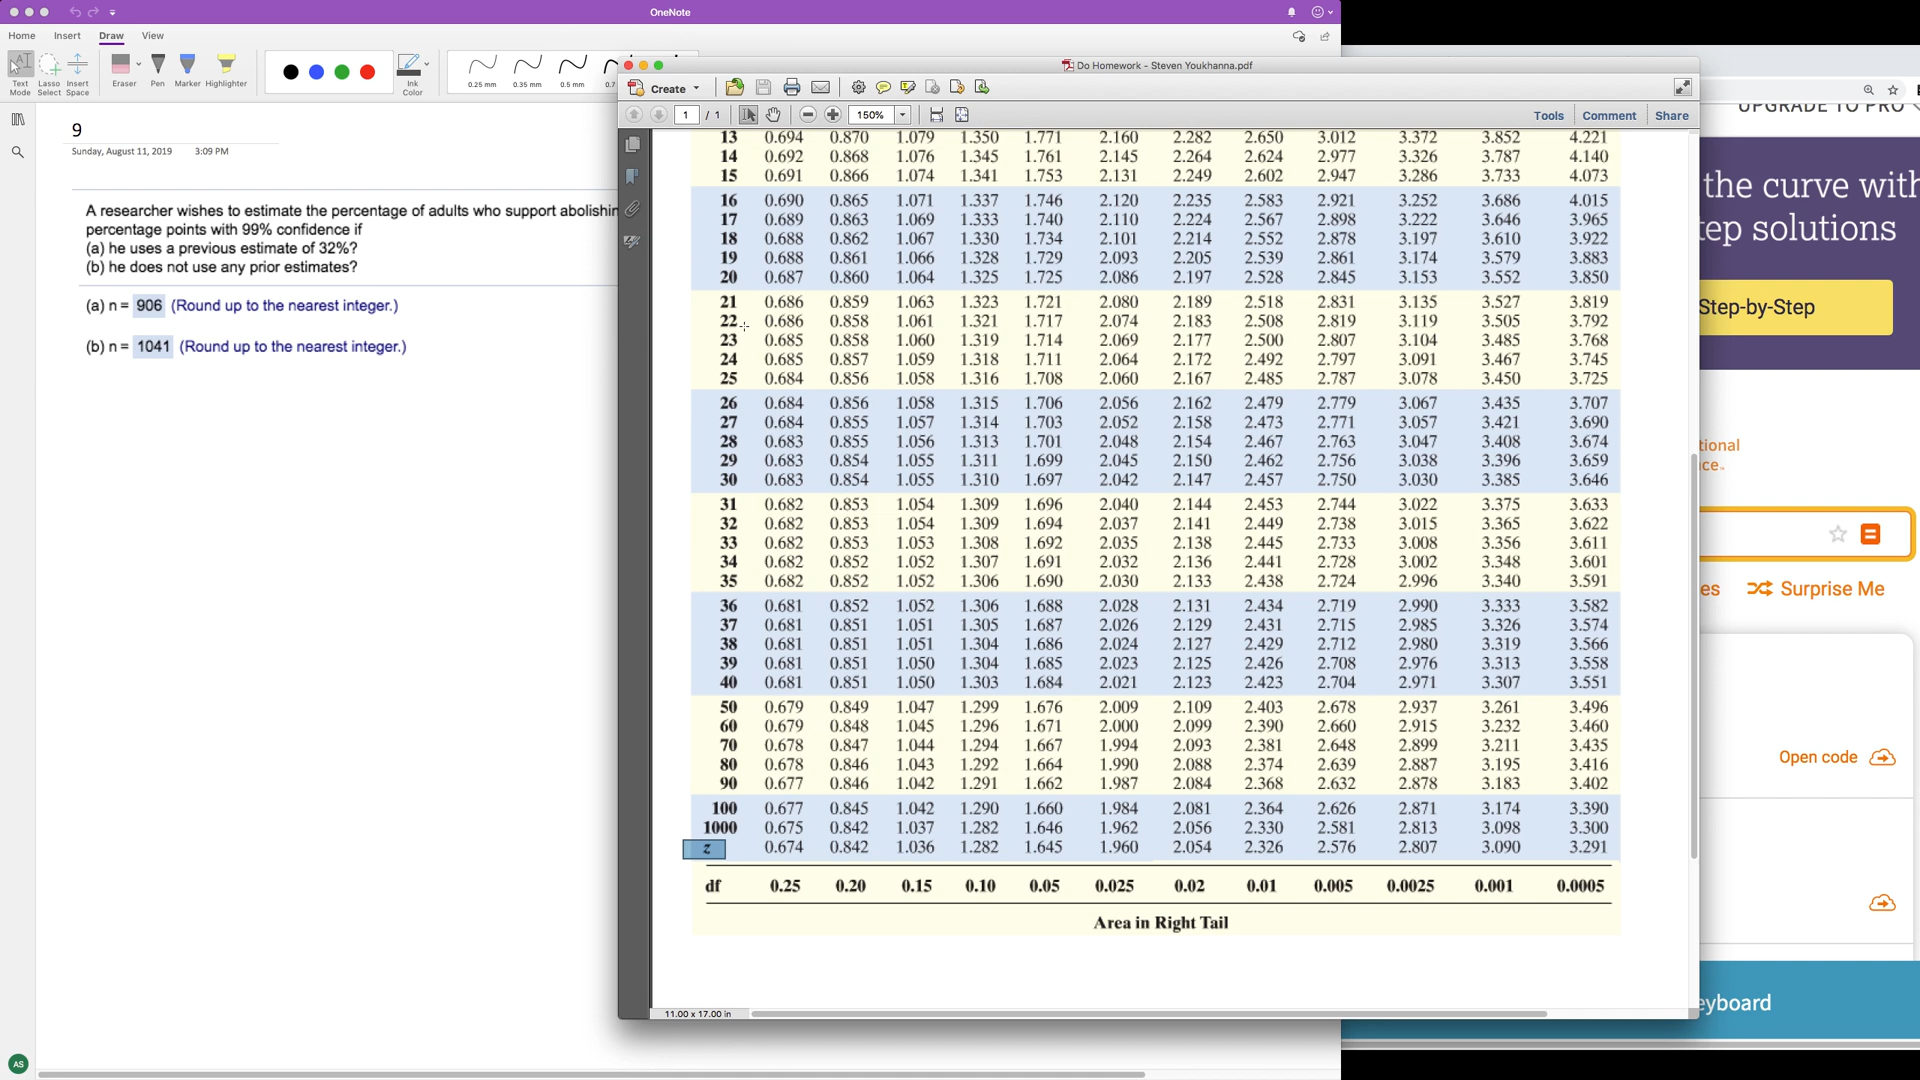 OneNote
Home Insert Draw View
Text Mode
Lasso Select
Insert Space
Eraser
Pen
Marker
Highlighter
0.25 mm
0.35 mm
0.5 mm
Ink Color
9
Sunday, August 11, 2019 3:09 PM
A researcher wishes to estimate the percentage of adults who support abolishin
percentage points with 99% confidence if
(a) he uses a previous estimate of 32%?
(b) he does not use any prior estimates?
(a) n = 906 (Round up to the nearest integer.)
(b) n = 1041 (Round up to the nearest integer.)
AS
Do Homework - Steven Youkhanna.pdf
Create
1 / 1
150%
Tools Comment Share
13 0.694 0.870 1.079 1.350 1.771 2.160 2.282 2.650 3.012 3.372 3.852 4.221
14 0.692 0.868 1.076 1.345 1.761 2.145 2.264 2.624 2.977 3.326 3.787 4.140
15 0.691 0.866 1.074 1.341 1.753 2.131 2.249 2.602 2.947 3.286 3.733 4.073
16 0.690 0.865 1.071 1.337 1.746 2.120 2.235 2.583 2.921 3.252 3.686 4.015
17 0.689 0.863 1.069 1.333 1.740 2.110 2.224 2.567 2.898 3.222 3.646 3.965
18 0.688 0.862 1.067 1.330 1.734 2.101 2.214 2.552 2.878 3.197 3.610 3.922
19 0.688 0.861 1.066 1.328 1.729 2.093 2.205 2.539 2.861 3.174 3.579 3.883
20 0.687 0.860 1.064 1.325 1.725 2.086 2.197 2.528 2.845 3.153 3.552 3.850
21 0.686 0.859 1.063 1.323 1.721 2.080 2.189 2.518 2.831 3.135 3.527 3.819
22 0.686 0.858 1.061 1.321 1.717 2.074 2.183 2.508 2.819 3.119 3.505 3.792
23 0.685 0.858 1.060 1.319 1.714 2.069 2.177 2.500 2.807 3.104 3.485 3.768
24 0.685 0.857 1.059 1.318 1.711 2.064 2.172 2.492 2.797 3.091 3.467 3.745
25 0.684 0.856 1.058 1.316 1.708 2.060 2.167 2.485 2.787 3.078 3.450 3.725
26 0.684 0.856 1.058 1.315 1.706 2.056 2.162 2.479 2.779 3.067 3.435 3.707
27 0.684 0.855 1.057 1.314 1.703 2.052 2.158 2.473 2.771 3.057 3.421 3.690
28 0.683 0.855 1.056 1.313 1.701 2.048 2.154 2.467 2.763 3.047 3.408 3.674
29 0.683 0.854 1.055 1.311 1.699 2.045 2.150 2.462 2.756 3.038 3.396 3.659
30 0.683 0.854 1.055 1.310 1.697 2.042 2.147 2.457 2.750 3.030 3.385 3.646
31 0.682 0.853 1.054 1.309 1.696 2.040 2.144 2.453 2.744 3.022 3.375 3.633
32 0.682 0.853 1.054 1.309 1.694 2.037 2.141 2.449 2.738 3.015 3.365 3.622
33 0.682 0.853 1.053 1.308 1.692 2.035 2.138 2.445 2.733 3.008 3.356 3.611
34 0.682 0.852 1.052 1.307 1.691 2.032 2.136 2.441 2.728 3.002 3.348 3.601
35 0.682 0.852 1.052 1.306 1.690 2.030 2.133 2.438 2.724 2.996 3.340 3.591
36 0.681 0.852 1.052 1.306 1.688 2.028 2.131 2.434 2.719 2.990 3.333 3.582
37 0.681 0.851 1.051 1.305 1.687 2.026 2.129 2.431 2.715 2.985 3.326 3.574
38 0.681 0.851 1.051 1.304 1.686 2.024 2.127 2.429 2.712 2.980 3.319 3.566
39 0.681 0.851 1.050 1.304 1.685 2.023 2.125 2.426 2.708 2.976 3.313 3.558
40 0.681 0.851 1.050 1.303 1.684 2.021 2.123 2.423 2.704 2.971 3.307 3.551
50 0.679 0.849 1.047 1.299 1.676 2.009 2.109 2.403 2.678 2.937 3.261 3.496
60 0.679 0.848 1.045 1.296 1.671 2.000 2.099 2.390 2.660 2.915 3.232 3.460
70 0.678 0.847 1.044 1.294 1.667 1.994 2.093 2.381 2.648 2.899 3.211 3.435
80 0.678 0.846 1.043 1.292 1.664 1.990 2.088 2.374 2.639 2.887 3.195 3.416
90 0.677 0.846 1.042 1.291 1.662 1.987 2.084 2.368 2.632 2.878 3.183 3.402
100 0.677 0.845 1.042 1.290 1.660 1.984 2.081 2.364 2.626 2.871 3.174 3.390
1000 0.675 0.842 1.037 1.282 1.646 1.962 2.056 2.330 2.581 2.813 3.098 3.300
z 0.674 0.842 1.036 1.282 1.645 1.960 2.054 2.326 2.576 2.807 3.090 3.291
df 0.25 0.20 0.15 0.10 0.05 0.025 0.02 0.01 0.005 0.0025 0.001 0.0005
Area in Right Tail
11.00 x 17.00 in
UPGRADE TO PRO
the curve with
tep solutions
Step-by-Step
tional
ce.
es Surprise Me
Open code
eyboard